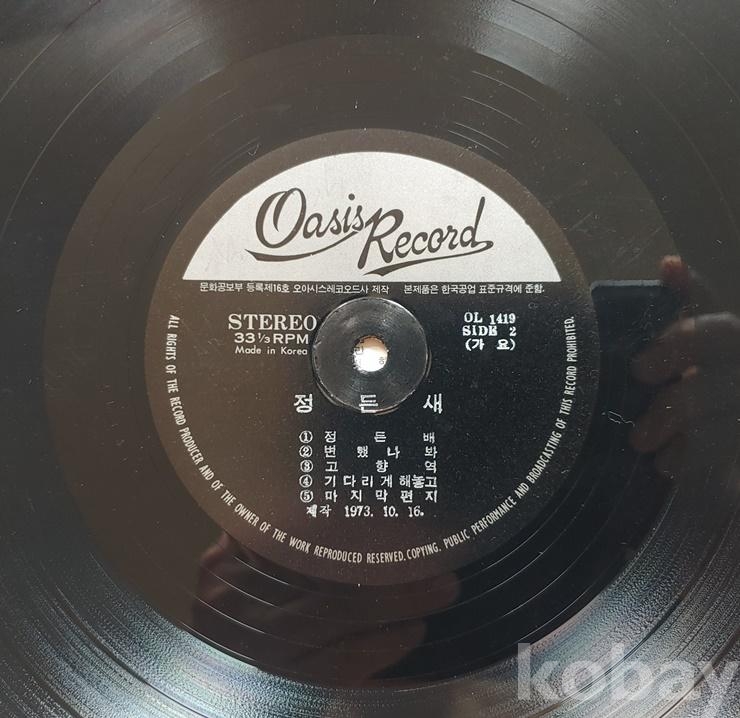 Oasis Record
문화공보부 등록제16호 오아시스레코오드사 제작 본제품은 한국공업 표준규격에 준함.
STEREO
33 1/3 RPM
Made in Korea
OL 1419
SIDE 2
(가 요)
정 든 새
① 정 든 배
② 변 했 나 봐
③ 고 향 역
④ 기다리게해놓고
⑤ 마 지 막 편 지
제작 1973. 10. 16.
ALL RIGHTS OF THE RECORD PRODUCER AND OF THE OWNER OF THE WORK REPRODUCED RESERVED. COPYING, PUBLIC PERFORMANCE AND BROADCASTING OF THIS RECORD PROHIBITED.
kobay